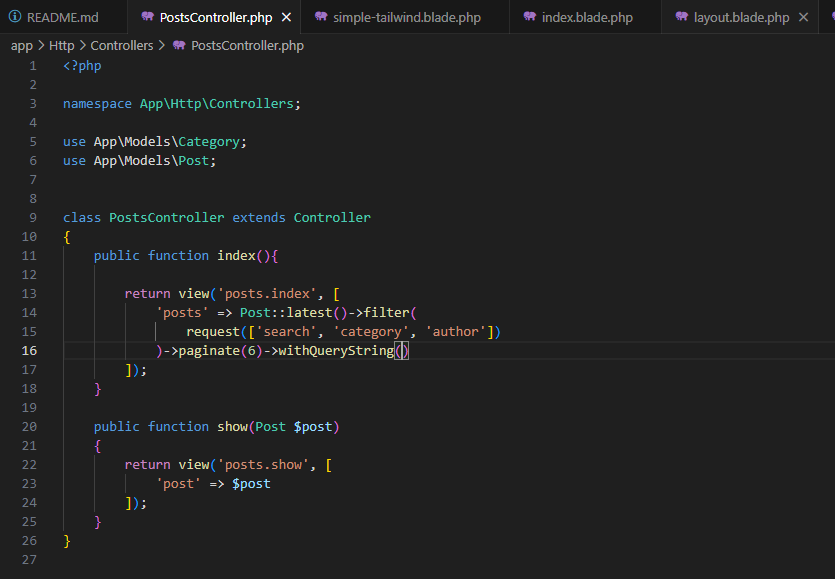 README.md PostsController.php simple-tailwind.blade.php index.blade.php layout.blade.php
app > Http > Controllers > PostsController.php
1 <?php
2
3 namespace App\Http\Controllers;
4
5 use App\Models\Category;
6 use App\Models\Post;
7
8
9 class PostsController extends Controller
10 {
11     public function index(){
12
13         return view('posts.index', [
14             'posts' => Post::latest()->filter(
15                 request(['search', 'category', 'author'])
16             )->paginate(6)->withQueryString()
17         ]);
18     }
19
20     public function show(Post $post)
21     {
22         return view('posts.show', [
23             'post' => $post
24         ]);
25     }
26 }
27